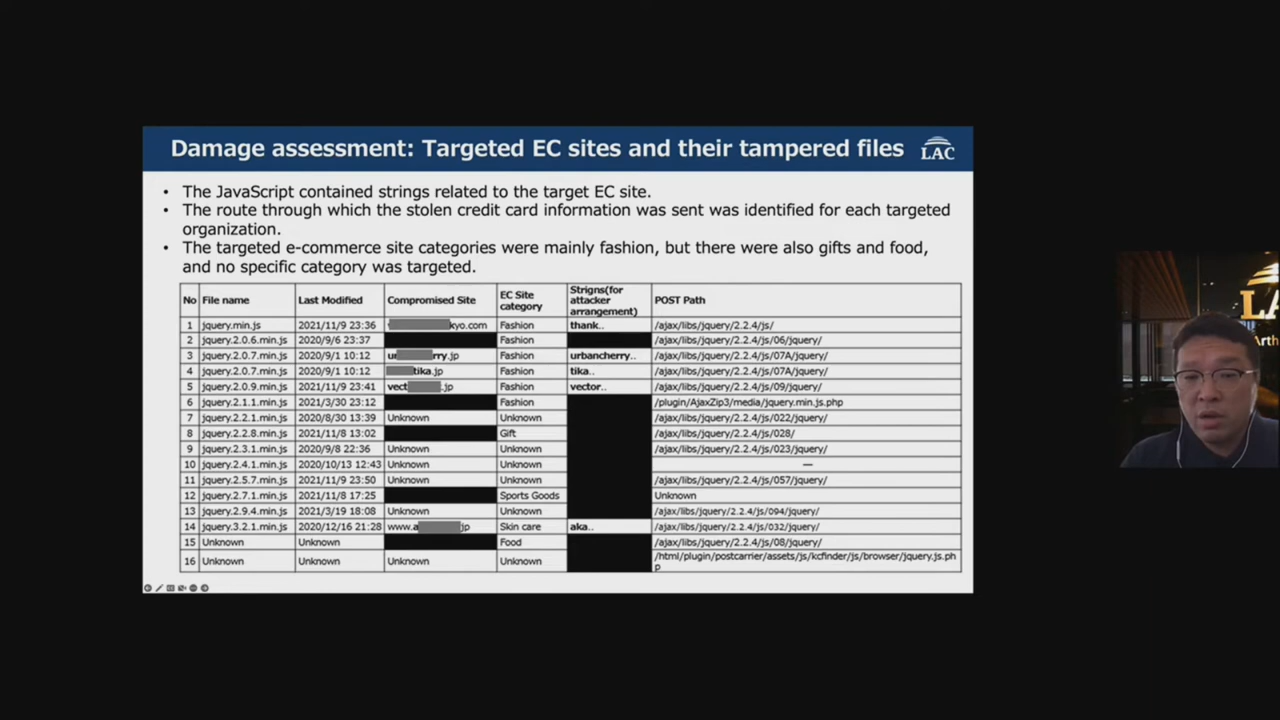 Damage assessment: Targeted EC sites and their tampered files
LAC
• The JavaScript contained strings related to the target EC site.
• The route through which the stolen credit card information was sent was identified for each targeted
organization.
• The targeted e-commerce site categories were mainly fashion, but there were also gifts and food,
and no specific category was targeted.
No File name Last Modified Compromised Site EC Site category Strigns(for attacker arrangement) POST Path
1 jquery.min.js 2021/11/9 23:36 kyo.com Fashion thank.. /ajax/libs/jquery/2.2.4/js/
2 jquery.2.0.6.min.js 2020/9/6 23:37 Fashion /ajax/libs/jquery/2.2.4/js/06/jquery/
3 jquery.2.0.7.min.js 2020/9/1 10:12 ur rry.jp Fashion urbancherry.. /ajax/libs/jquery/2.2.4/js/07A/jquery/
4 jquery.2.0.7.min.js 2020/9/1 10:12 tika.jp Fashion tika.. /ajax/libs/jquery/2.2.4/js/07A/jquery/
5 jquery.2.0.9.min.js 2021/11/9 23:41 vect .jp Fashion vector.. /ajax/libs/jquery/2.2.4/js/09/jquery/
6 jquery.2.1.1.min.js 2021/3/30 23:12 Fashion /plugin/AjaxZip3/media/jquery.min.js.php
7 jquery.2.2.1.min.js 2020/8/30 13:39 Unknown Unknown /ajax/libs/jquery/2.2.4/js/022/jquery/
8 jquery.2.2.8.min.js 2021/11/8 13:02 Gift /ajax/libs/jquery/2.2.4/js/028/
9 jquery.2.3.1.min.js 2020/9/8 22:36 Unknown Unknown /ajax/libs/jquery/2.2.4/js/023/jquery/
10 jquery.2.4.1.min.js 2020/10/13 12:43 Unknown Unknown —
11 jquery.2.5.7.min.js 2021/11/9 23:50 Unknown Unknown /ajax/libs/jquery/2.2.4/js/057/jquery/
12 jquery.2.7.1.min.js 2021/11/8 17:25 Sports Goods Unknown
13 jquery.2.9.4.min.js 2021/3/19 18:08 Unknown Unknown /ajax/libs/jquery/2.2.4/js/094/jquery/
14 jquery.3.2.1.min.js 2020/12/16 21:28 www.a jp Skin care aka.. /ajax/libs/jquery/2.2.4/js/032/jquery/
15 Unknown Unknown Food /ajax/libs/jquery/2.2.4/js/08/jquery/
16 Unknown Unknown Unknown Unknown /html/plugin/postcarrier/assets/js/kcfinder/js/browser/jquery.js.ph
p